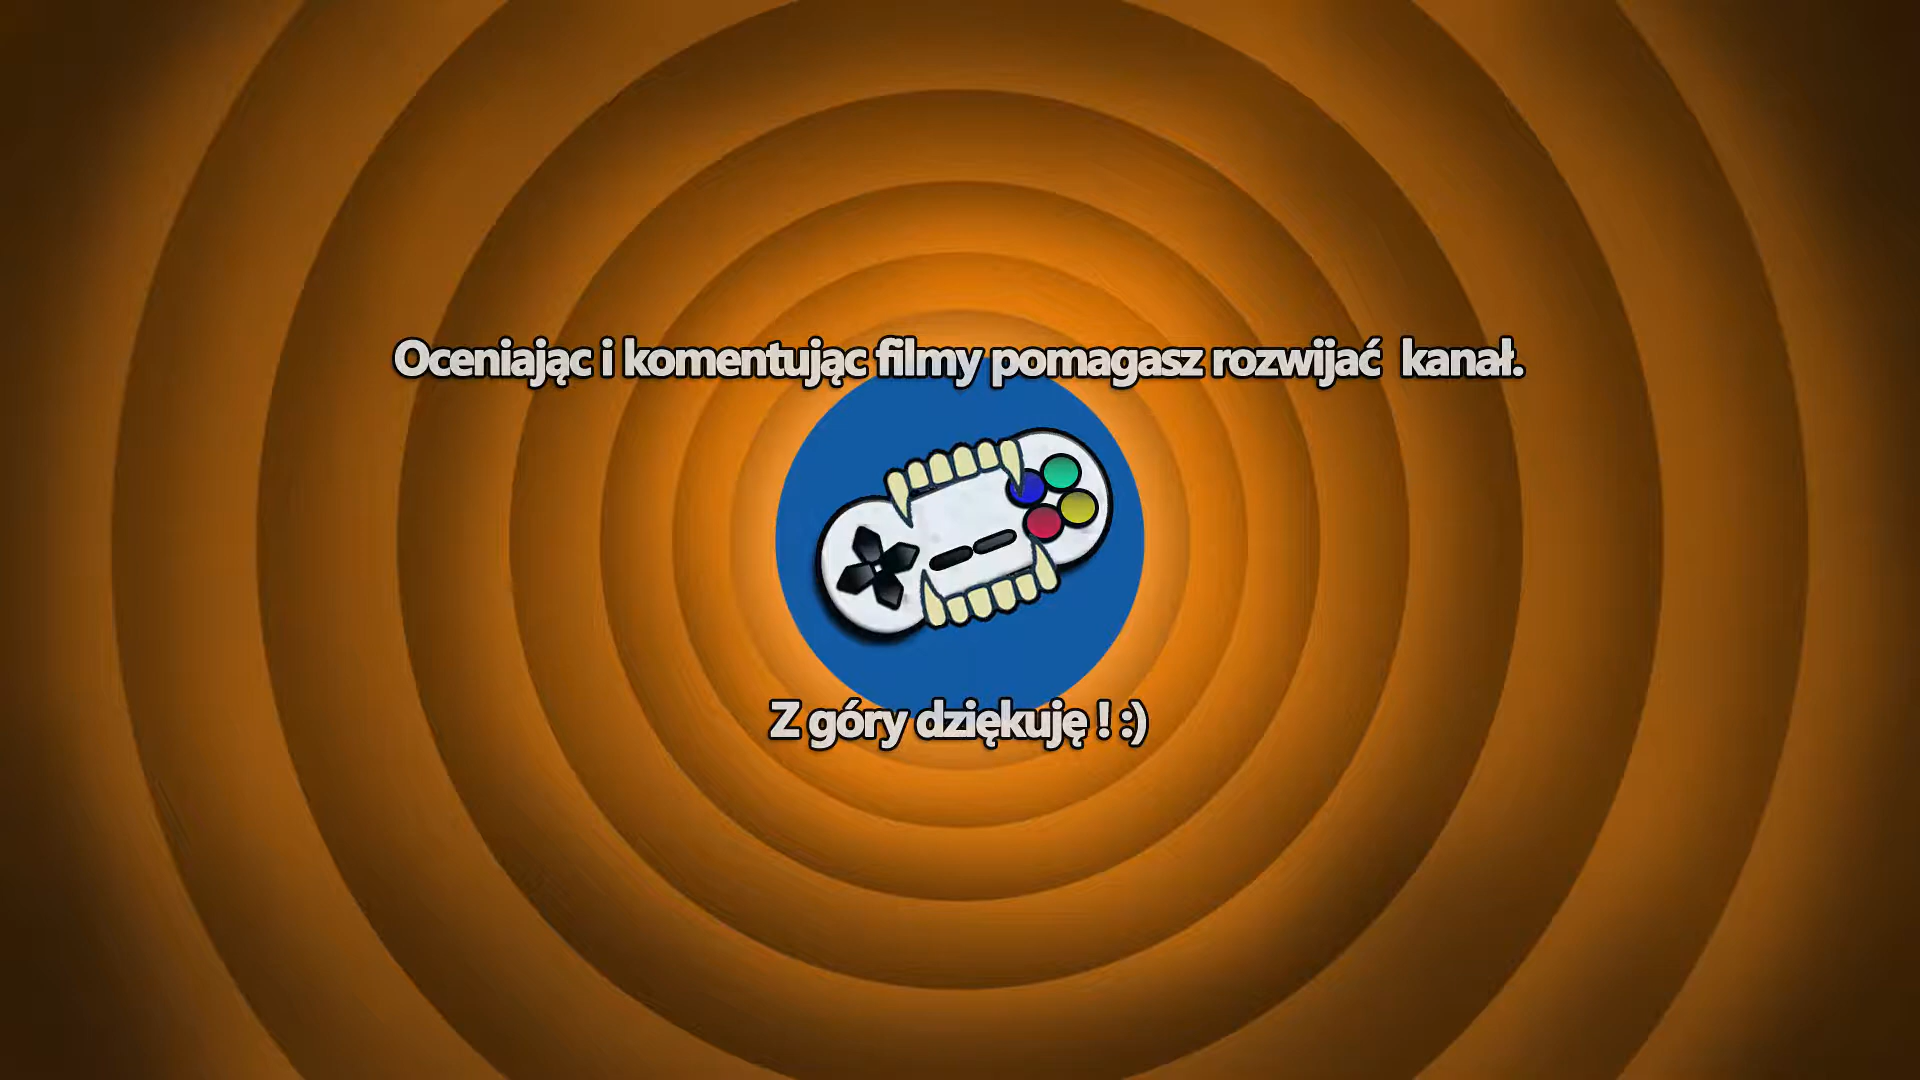 Oceniając i komentując filmy pomagasz rozwijać kanał.
Z góry dziękuję ! :)